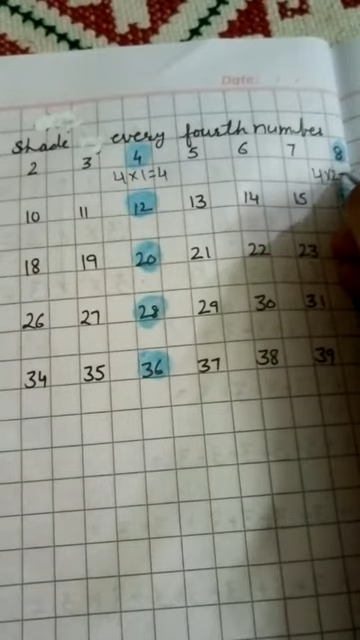 Date:
Shade every fourth number
2 3 4 5 6 7 8
4×1=4 4×2
10 11 12 13 14 15
18 19 20 21 22 23
26 27 28 29 30 31
34 35 36 37 38 39